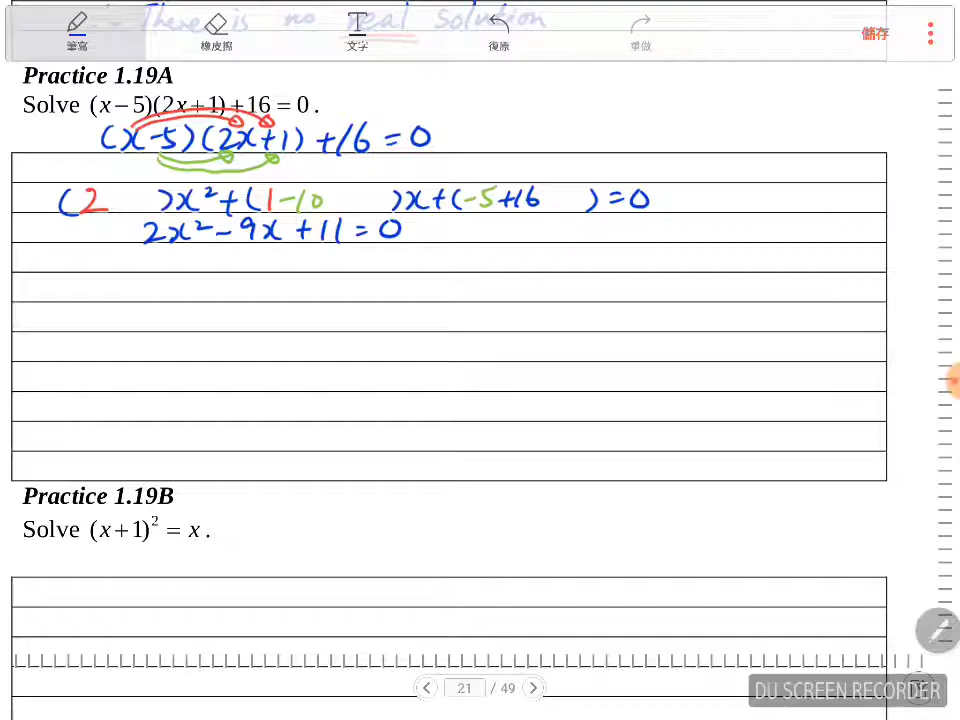 ∴ There is no real solution
筆寫 橡皮擦 文字 復原 重做 儲存
Practice 1.19A
Solve (x−5)(2x+1)+16=0.
(x-5)(2x+1)+16=0
(2 )x²+(1-10 )x+(-5+16 )=0
2x²-9x+11=0
Practice 1.19B
Solve (x+1)²=x.
21 / 49
DU SCREEN RECORDER